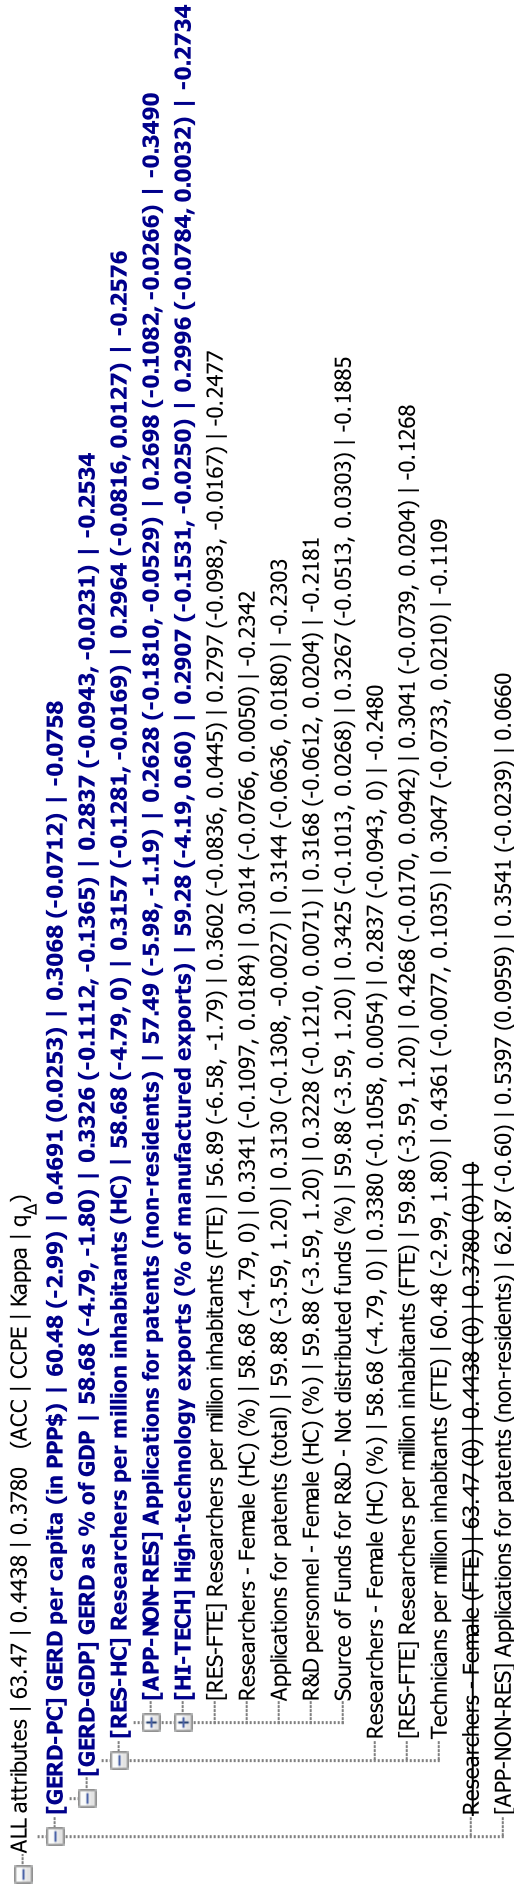 ALL attributes | 63.47 | 0.4438 | 0.3780 (ACC | CCPE | Kappa | qΔ)
[GERD-PC] GERD per capita (in PPP$) | 60.48 (-2.99) | 0.4691 (0.0253) | 0.3068 (-0.0712) | -0.0758
[GERD-GDP] GERD as % of GDP | 58.68 (-4.79, -1.80) | 0.3326 (-0.1112, -0.1365) | 0.2837 (-0.0943, -0.0231) | -0.2534
[RES-HC] Researchers per million inhabitants (HC) | 58.68 (-4.79, 0) | 0.3157 (-0.1281, -0.0169) | 0.2964 (-0.0816, 0.0127) | -0.2576
[APP-NON-RES] Applications for patents (non-residents) | 57.49 (-5.98, -1.19) | 0.2628 (-0.1810, -0.0529) | 0.2698 (-0.1082, -0.0266) | -0.3490
[HI-TECH] High-technology exports (% of manufactured exports) | 59.28 (-4.19, 0.60) | 0.2907 (-0.1531, -0.0250) | 0.2996 (-0.0784, 0.0032) | -0.2734
[RES-FTE] Researchers per million inhabitants (FTE) | 56.89 (-6.58, -1.79) | 0.3602 (-0.0836, 0.0445) | 0.2797 (-0.0983, -0.0167) | -0.2477
Researchers - Female (HC) (%) | 58.68 (-4.79, 0) | 0.3341 (-0.1097, 0.0184) | 0.3014 (-0.0766, 0.0050) | -0.2342
Applications for patents (total) | 59.88 (-3.59, 1.20) | 0.3130 (-0.1308, -0.0027) | 0.3144 (-0.0636, 0.0180) | -0.2303
R&D personnel - Female (HC) (%) | 59.88 (-3.59, 1.20) | 0.3228 (-0.1210, 0.0071) | 0.3168 (-0.0612, 0.0204) | -0.2181
Source of Funds for R&D - Not distributed funds (%) | 59.88 (-3.59, 1.20) | 0.3425 (-0.1013, 0.0268) | 0.3267 (-0.0513, 0.0303) | -0.1885
Researchers - Female (HC) (%) | 58.68 (-4.79, 0) | 0.3380 (-0.1058, 0.0054) | 0.2837 (-0.0943, 0) | -0.2480
[RES-FTE] Researchers per million inhabitants (FTE) | 59.88 (-3.59, 1.20) | 0.4268 (-0.0170, 0.0942) | 0.3041 (-0.0739, 0.0204) | -0.1268
Technicians per million inhabitants (FTE) | 60.48 (-2.99, 1.80) | 0.4361 (-0.0077, 0.1035) | 0.3047 (-0.0733, 0.0210) | -0.1109
Researchers - Female (FTE) | 63.47 (0) | 0.4438 (0) | 0.3780 (0) | 0
[APP-NON-RES] Applications for patents (non-residents) | 62.87 (-0.60) | 0.5397 (0.0959) | 0.3541 (-0.0239) | 0.0660